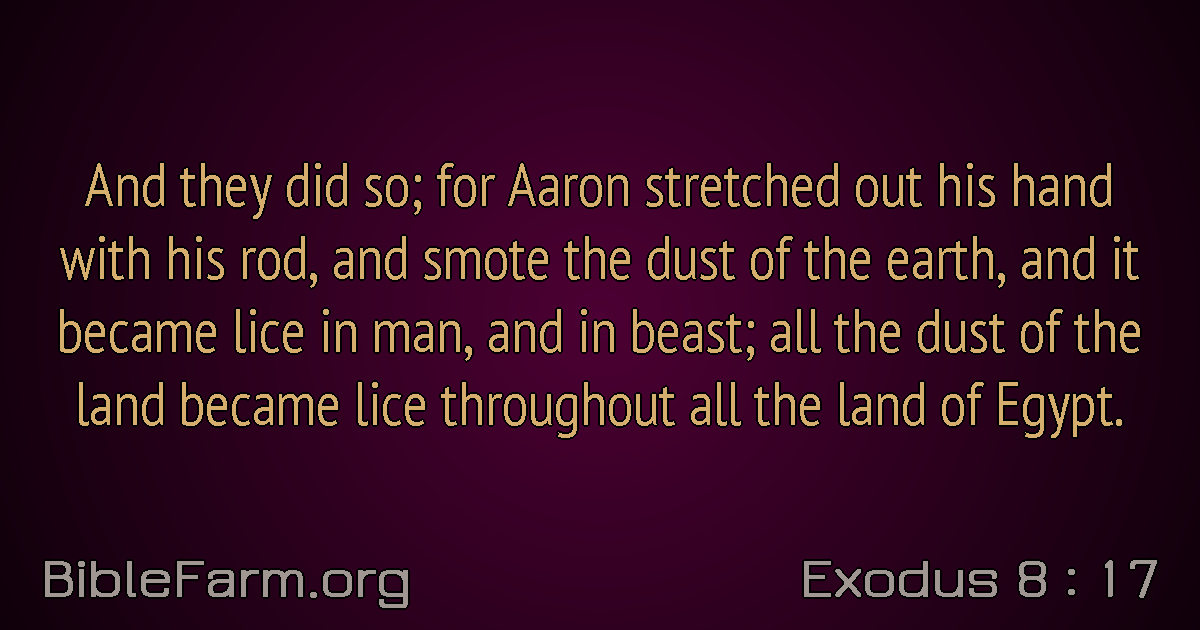 And they did so; for Aaron stretched out his hand
with his rod, and smote the dust of the earth, and it
became lice in man, and in beast; all the dust of the
land became lice throughout all the land of Egypt.
BibleFarm.org
Exodus 8 : 17